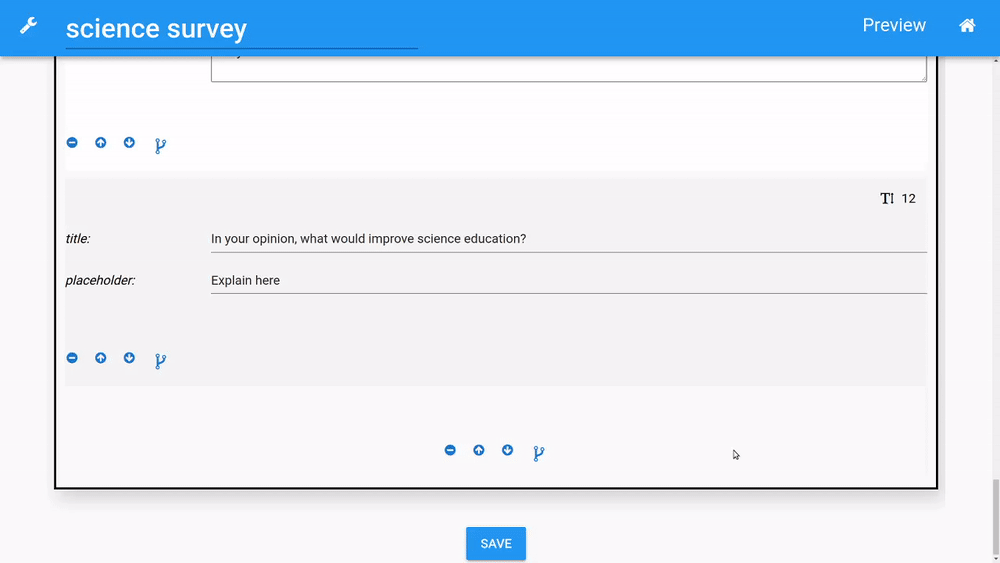 science survey
Preview
TI 12
title: In your opinion, what would improve science education?
placeholder: Explain here
SAVE